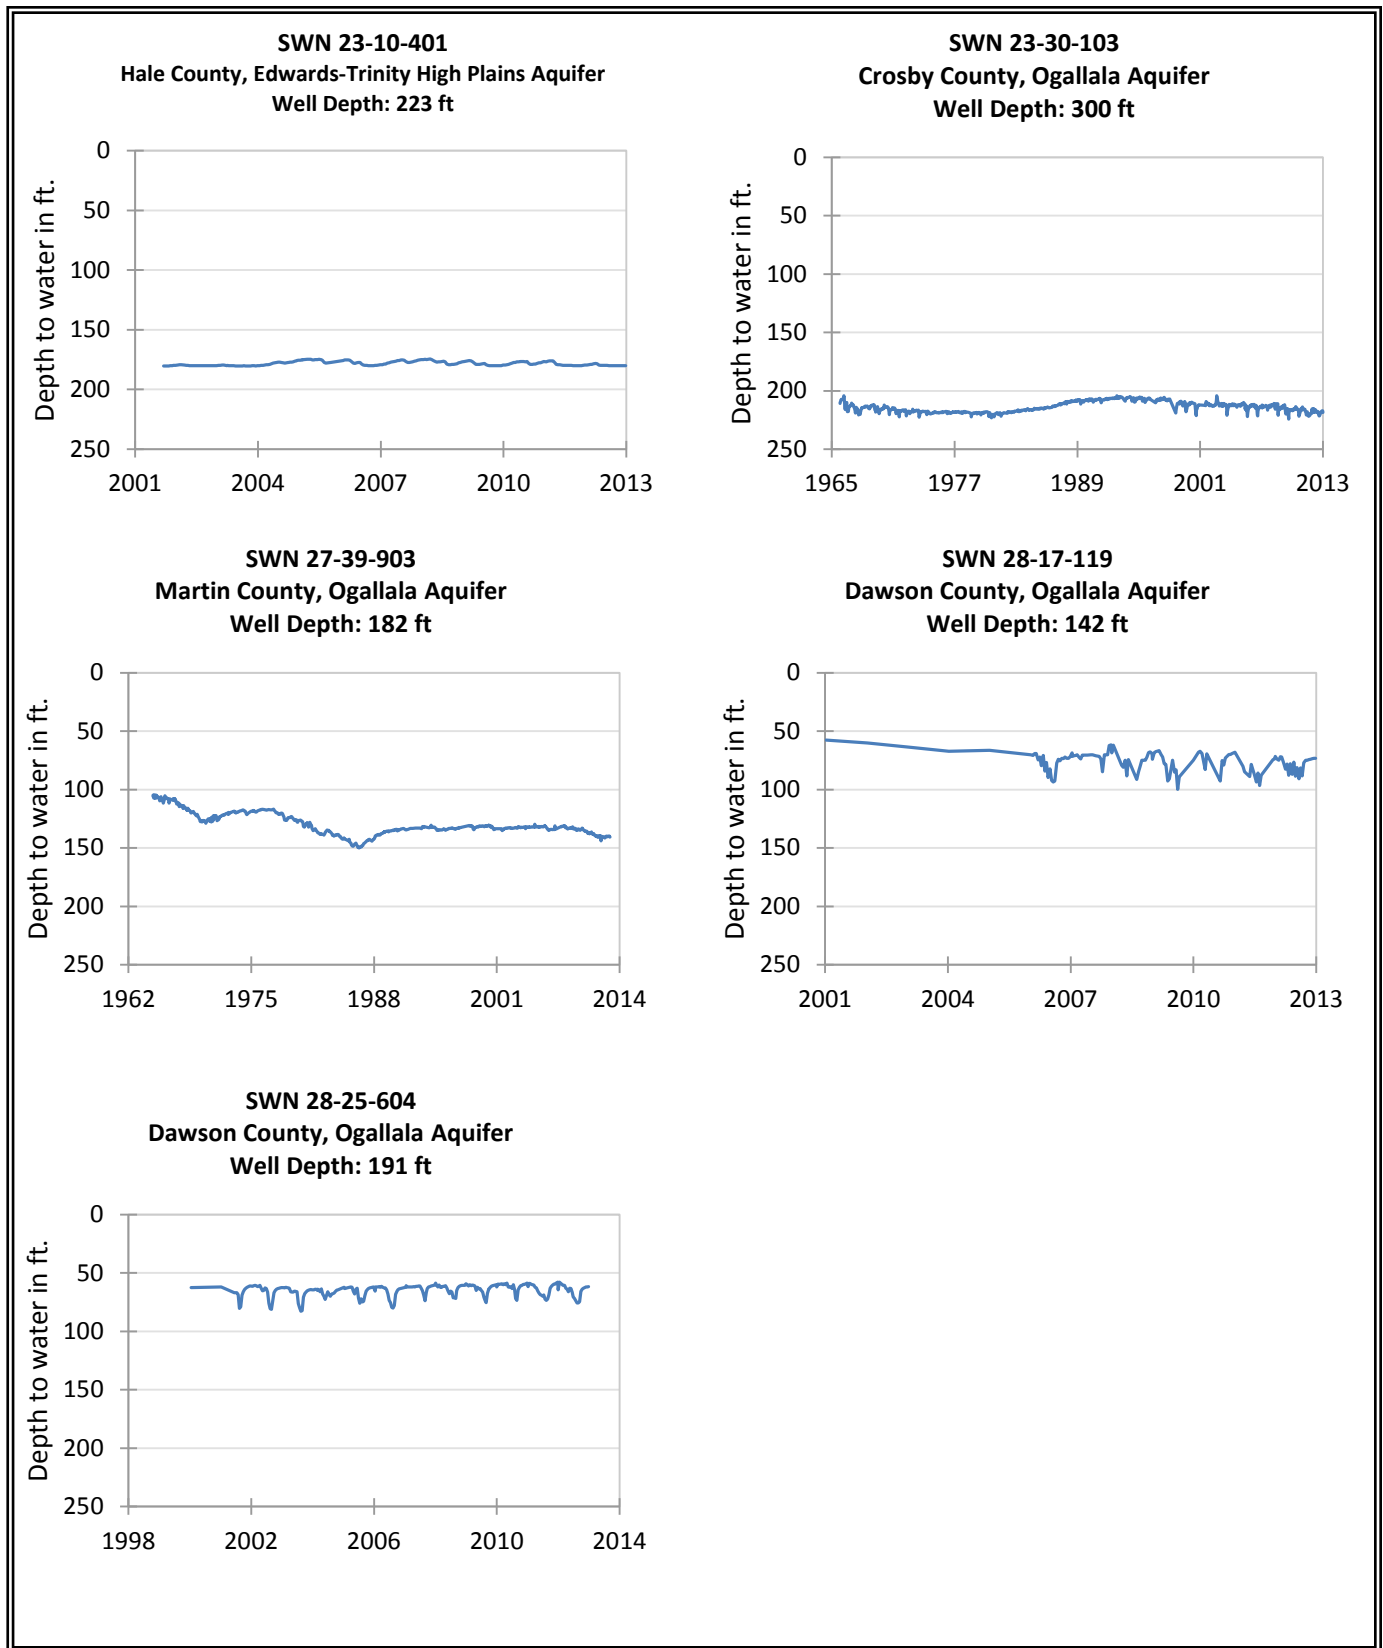 SWN 23-10-401
Hale County, Edwards-Trinity High Plains Aquifer
Well Depth: 223 ft
Depth to water in ft.
0
50
100
150
200
250
2001
2004
2007
2010
2013
SWN 23-30-103
Crosby County, Ogallala Aquifer
Well Depth: 300 ft
Depth to water in ft.
0
50
100
150
200
250
1965
1977
1989
2001
2013
SWN 27-39-903
Martin County, Ogallala Aquifer
Well Depth: 182 ft
Depth to water in ft.
0
50
100
150
200
250
1962
1975
1988
2001
2014
SWN 28-17-119
Dawson County, Ogallala Aquifer
Well Depth: 142 ft
Depth to water in ft.
0
50
100
150
200
250
2001
2004
2007
2010
2013
SWN 28-25-604
Dawson County, Ogallala Aquifer
Well Depth: 191 ft
Depth to water in ft.
0
50
100
150
200
250
1998
2002
2006
2010
2014